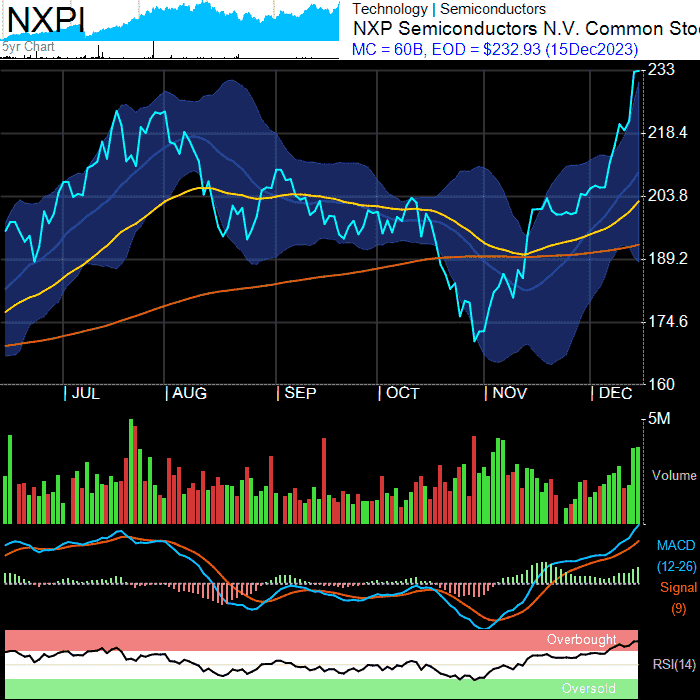 NXPI
5yr Chart
Technology | Semiconductors
NXP Semiconductors N.V. Common Stoc
MC = 60B, EOD = $232.93 (15Dec2023)
233
218.4
203.8
189.2
174.6
160
| JUL | AUG | SEP | OCT | NOV | DEC
5M
Volume
MACD
(12-26)
Signal
(9)
Overbought
RSI(14)
Oversold